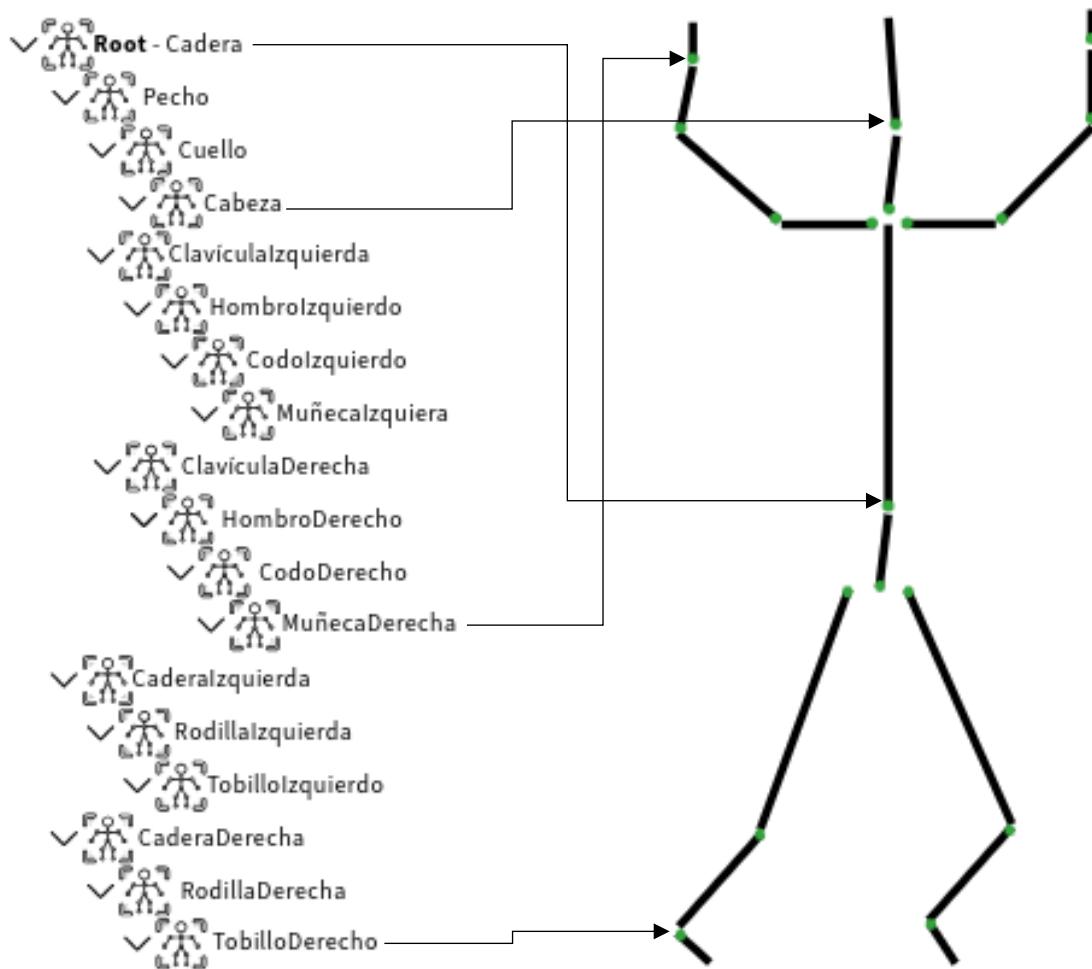 Root - Cadera
Pecho
Cuello
Cabeza
ClavículaIzquierda
HombroIzquierdo
CodoIzquierdo
MuñecaIzquiera
ClavículaDerecha
HombroDerecho
CodoDerecho
MuñecaDerecha
CaderaIzquierda
RodillaIzquierda
TobilloIzquierdo
CaderaDerecha
RodillaDerecha
TobilloDerecho